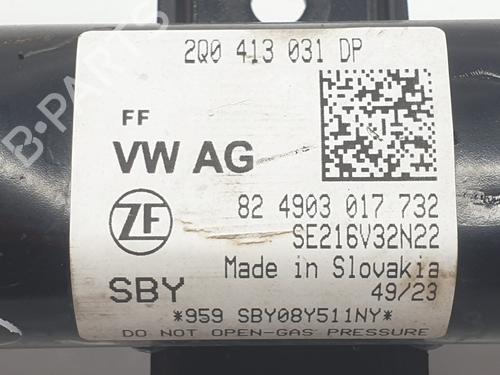 2Q0 413 031 DP
FF
VW AG
ZF
82 4903 017 732
SE216V32N22
Made in Slovakia
SBY
49/23
*959 SBY08Y511NY*
DO NOT OPEN-GAS PRESSURE
B-Parts